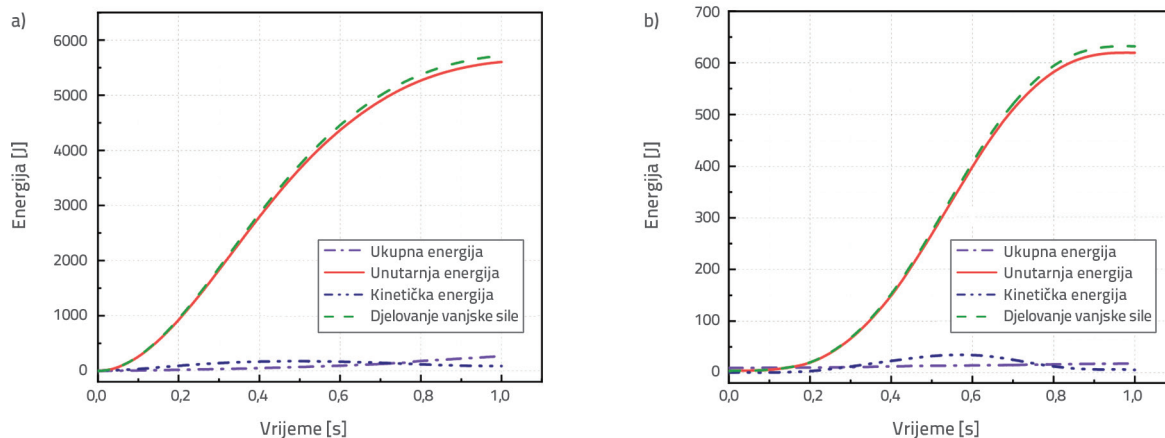 a)
Energija [J]
6000
5000
4000
3000
2000
1000
0
0,0 0,2 0,4 0,6 0,8 1,0
Vrijeme [s]
Ukupna energija
Unutarnja energija
Kinetička energija
Djelovanje vanjske sile
b)
Energija [J]
700
600
500
400
300
200
100
0
0,0 0,2 0,4 0,6 0,8 1,0
Vrijeme [s]
Ukupna energija
Unutarnja energija
Kinetička energija
Djelovanje vanjske sile